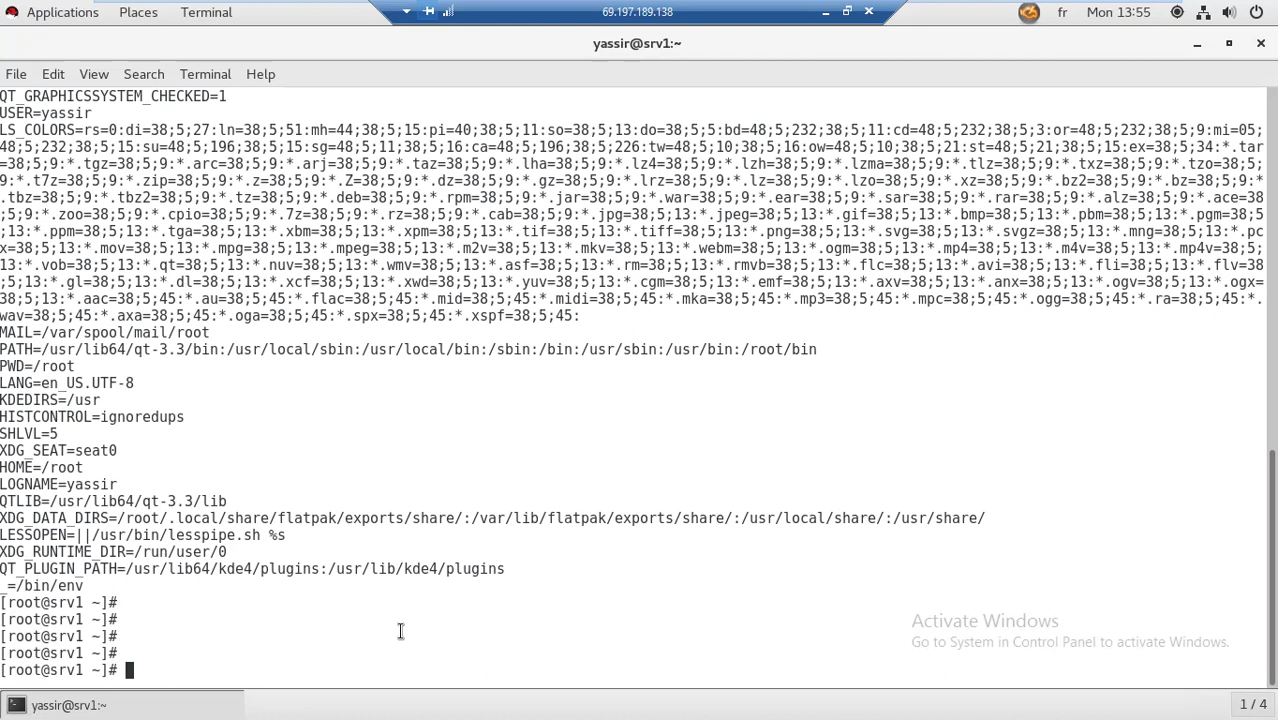 Applications Places Terminal 69.197.189.138 fr Mon 13:55
yassir@srv1:~
File Edit View Search Terminal Help
QT_GRAPHICSSYSTEM_CHECKED=1
USER=yassir
LS_COLORS=rs=0:di=38;5;27:ln=38;5;51:mh=44;38;5;15:pi=40;38;5;11:so=38;5;13:do=38;5;5:bd=48;5;232;38;5;11:cd=48;5;232;38;5;3:or=48;5;232;38;5;9:mi=05;
48;5;232;38;5;15:su=48;5;196;38;5;15:sg=48;5;11;38;5;16:ca=48;5;196;38;5;226:tw=48;5;10;38;5;16:ow=48;5;10;38;5;21:st=48;5;21;38;5;15:ex=38;5;34:*.tar
=38;5;9:*.tgz=38;5;9:*.arc=38;5;9:*.arj=38;5;9:*.taz=38;5;9:*.lha=38;5;9:*.lz4=38;5;9:*.lzh=38;5;9:*.lzma=38;5;9:*.tlz=38;5;9:*.txz=38;5;9:*.tzo=38;5;
9:*.t7z=38;5;9:*.zip=38;5;9:*.z=38;5;9:*.Z=38;5;9:*.dz=38;5;9:*.gz=38;5;9:*.lrz=38;5;9:*.lz=38;5;9:*.lzo=38;5;9:*.xz=38;5;9:*.bz2=38;5;9:*.bz=38;5;9:*
.tbz=38;5;9:*.tbz2=38;5;9:*.tz=38;5;9:*.deb=38;5;9:*.rpm=38;5;9:*.jar=38;5;9:*.war=38;5;9:*.ear=38;5;9:*.sar=38;5;9:*.rar=38;5;9:*.alz=38;5;9:*.ace=38
;5;9:*.zoo=38;5;9:*.cpio=38;5;9:*.7z=38;5;9:*.rz=38;5;9:*.cab=38;5;9:*.jpg=38;5;13:*.jpeg=38;5;13:*.gif=38;5;13:*.bmp=38;5;13:*.pbm=38;5;13:*.pgm=38;5
;13:*.ppm=38;5;13:*.tga=38;5;13:*.xbm=38;5;13:*.xpm=38;5;13:*.tif=38;5;13:*.tiff=38;5;13:*.png=38;5;13:*.svg=38;5;13:*.svgz=38;5;13:*.mng=38;5;13:*.pc
x=38;5;13:*.mov=38;5;13:*.mpg=38;5;13:*.mpeg=38;5;13:*.m2v=38;5;13:*.mkv=38;5;13:*.webm=38;5;13:*.ogm=38;5;13:*.mp4=38;5;13:*.m4v=38;5;13:*.mp4v=38;5;
13:*.vob=38;5;13:*.qt=38;5;13:*.nuv=38;5;13:*.wmv=38;5;13:*.asf=38;5;13:*.rm=38;5;13:*.rmvb=38;5;13:*.flc=38;5;13:*.avi=38;5;13:*.fli=38;5;13:*.flv=38
;5;13:*.gl=38;5;13:*.dl=38;5;13:*.xcf=38;5;13:*.xwd=38;5;13:*.yuv=38;5;13:*.cgm=38;5;13:*.emf=38;5;13:*.axv=38;5;13:*.anx=38;5;13:*.ogv=38;5;13:*.ogx=
38;5;13:*.aac=38;5;45:*.au=38;5;45:*.flac=38;5;45:*.mid=38;5;45:*.midi=38;5;45:*.mka=38;5;45:*.mp3=38;5;45:*.mpc=38;5;45:*.ogg=38;5;45:*.ra=38;5;45:*.
wav=38;5;45:*.axa=38;5;45:*.oga=38;5;45:*.spx=38;5;45:*.xspf=38;5;45:
MAIL=/var/spool/mail/root
PATH=/usr/lib64/qt-3.3/bin:/usr/local/sbin:/usr/local/bin:/sbin:/bin:/usr/sbin:/usr/bin:/root/bin
PWD=/root
LANG=en_US.UTF-8
KDEDIRS=/usr
HISTCONTROL=ignoredups
SHLVL=5
XDG_SEAT=seat0
HOME=/root
LOGNAME=yassir
QTLIB=/usr/lib64/qt-3.3/lib
XDG_DATA_DIRS=/root/.local/share/flatpak/exports/share/:/var/lib/flatpak/exports/share/:/usr/local/share/:/usr/share/
LESSOPEN=||/usr/bin/lesspipe.sh %s
XDG_RUNTIME_DIR=/run/user/0
QT_PLUGIN_PATH=/usr/lib64/kde4/plugins:/usr/lib/kde4/plugins
_=/bin/env
[root@srv1 ~]#
[root@srv1 ~]#
[root@srv1 ~]#
[root@srv1 ~]#
[root@srv1 ~]#
Activate Windows
Go to System in Control Panel to activate Windows.
yassir@srv1:~ 1 / 4